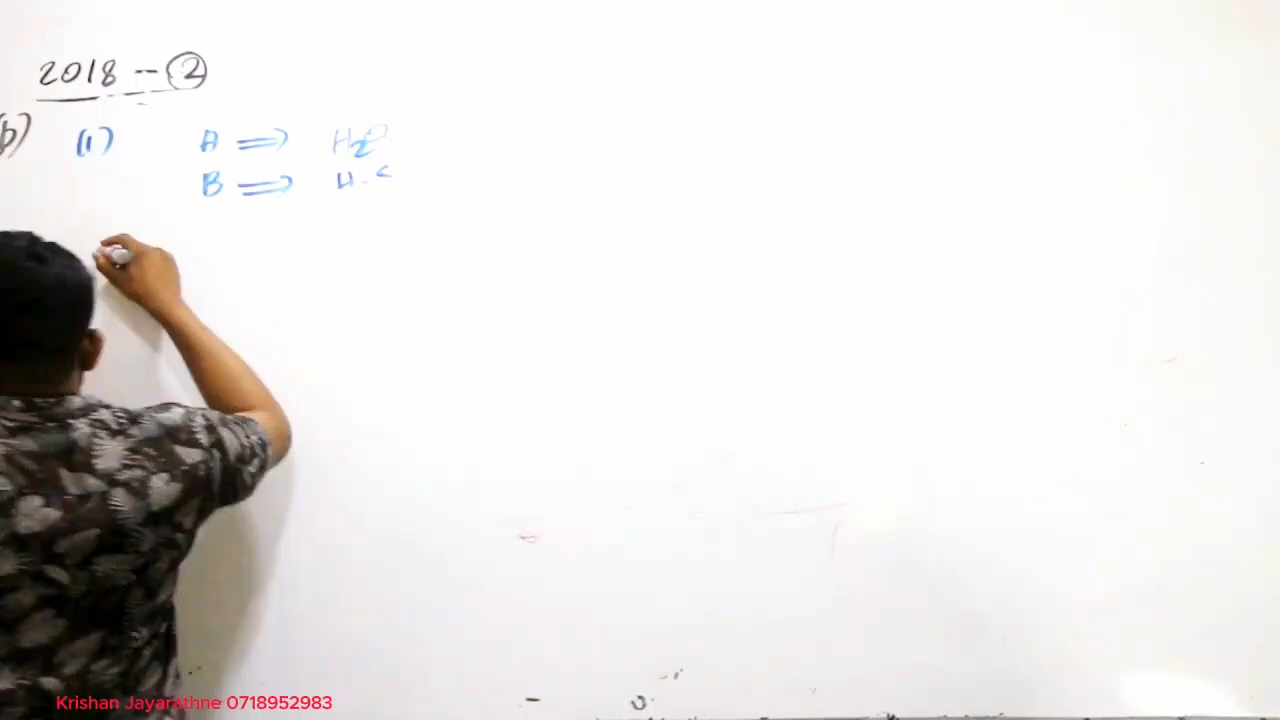 2018 - ②
(b) (1) A ⟹ H₂O
B ⟹ H₂S
Krishan Jayarathne 0718952983